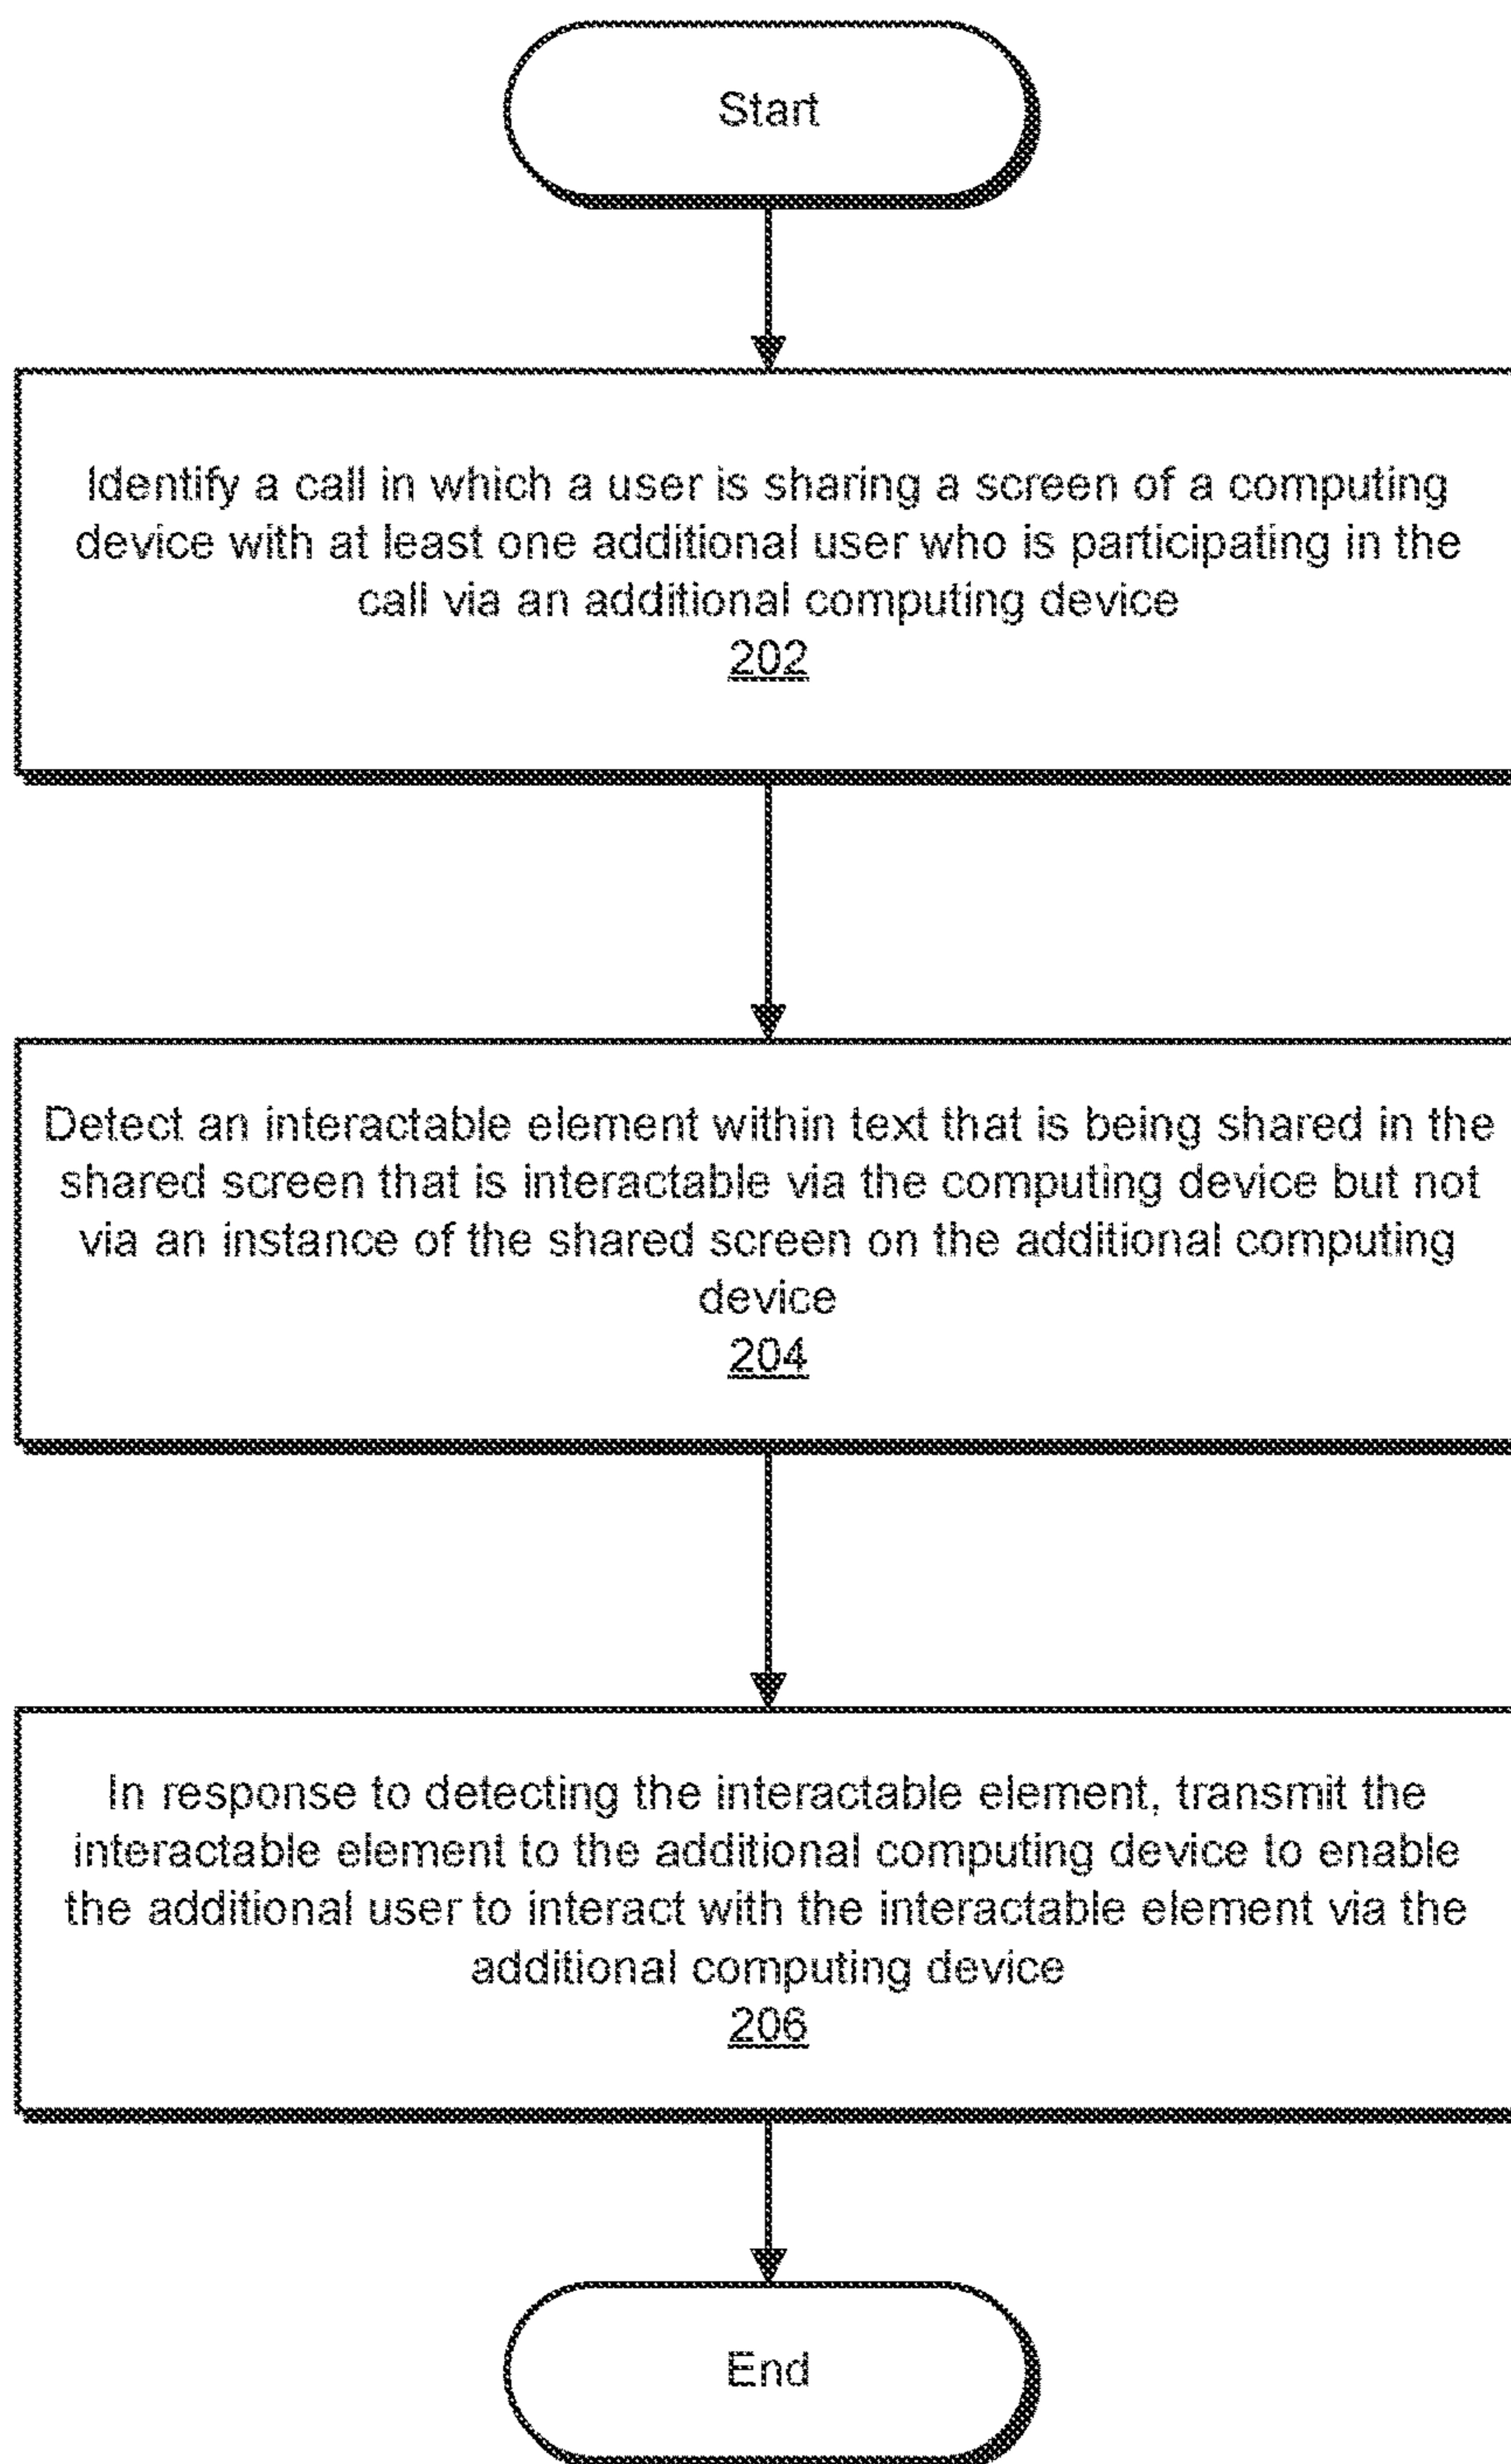 Start
Identify a call in which a user is sharing a screen of a computing
device with at least one additional user who is participating in the
call via an additional computing device
202
Detect an interactable element within text that is being shared in the
shared screen that is interactable via the computing device but not
via an instance of the shared screen on the additional computing
device
204
In response to detecting the interactable element, transmit the
interactable element to the additional computing device to enable
the additional user to interact with the interactable element via the
additional computing device
206
End